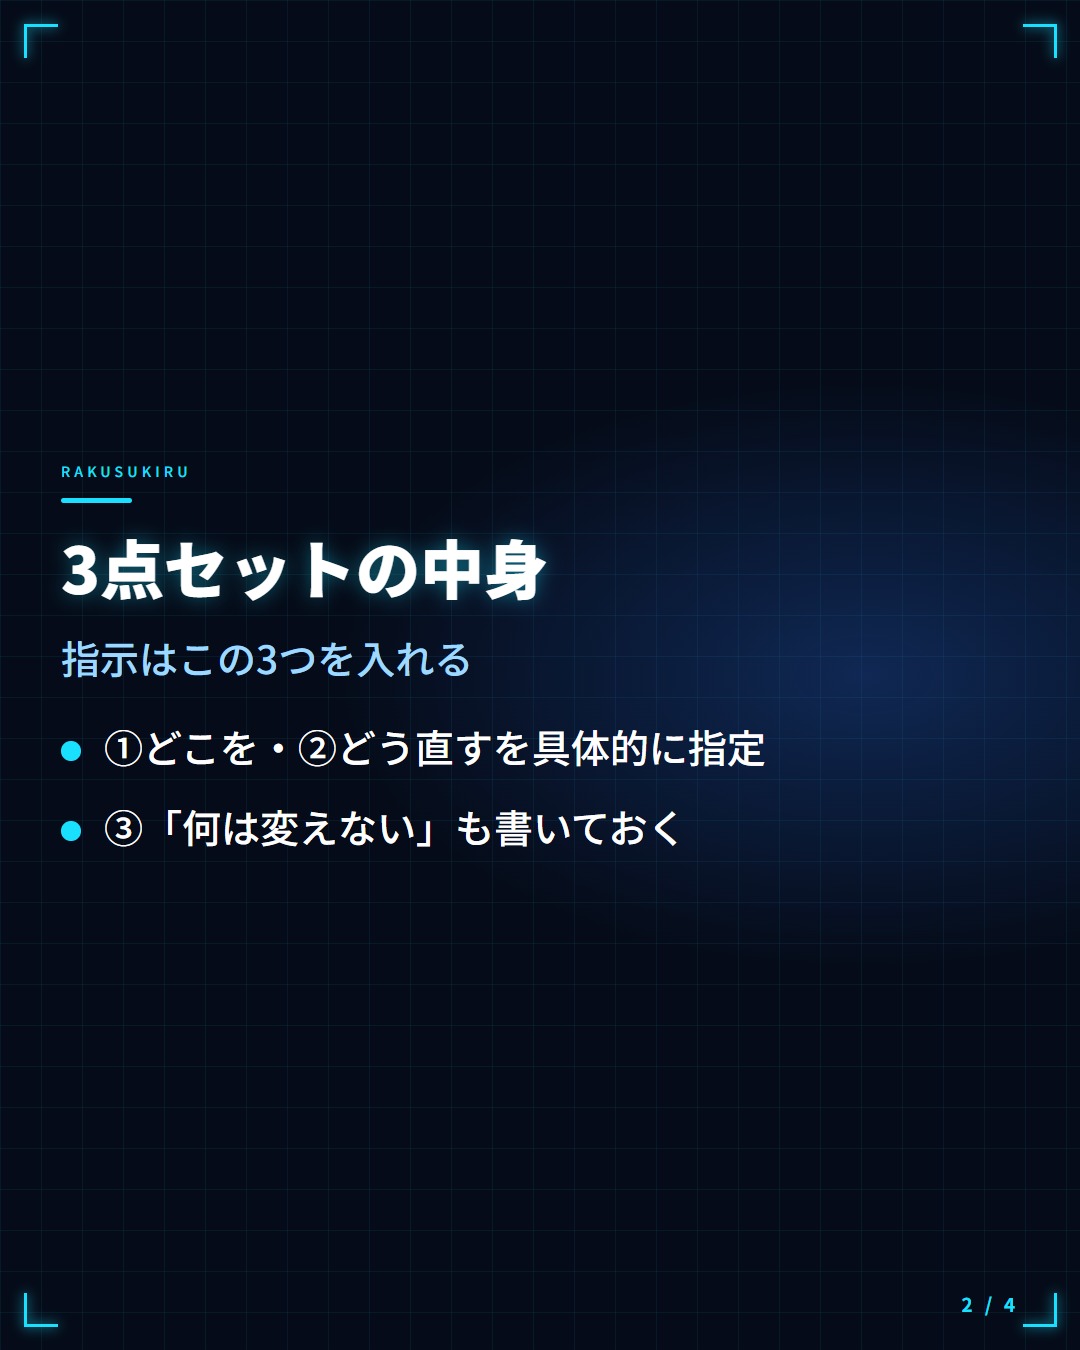 RAKUSUKIRU
3点セットの中身
指示はこの3つを入れる
①どこを・②どう直すを具体的に指定
③「何は変えない」も書いておく
2 / 4